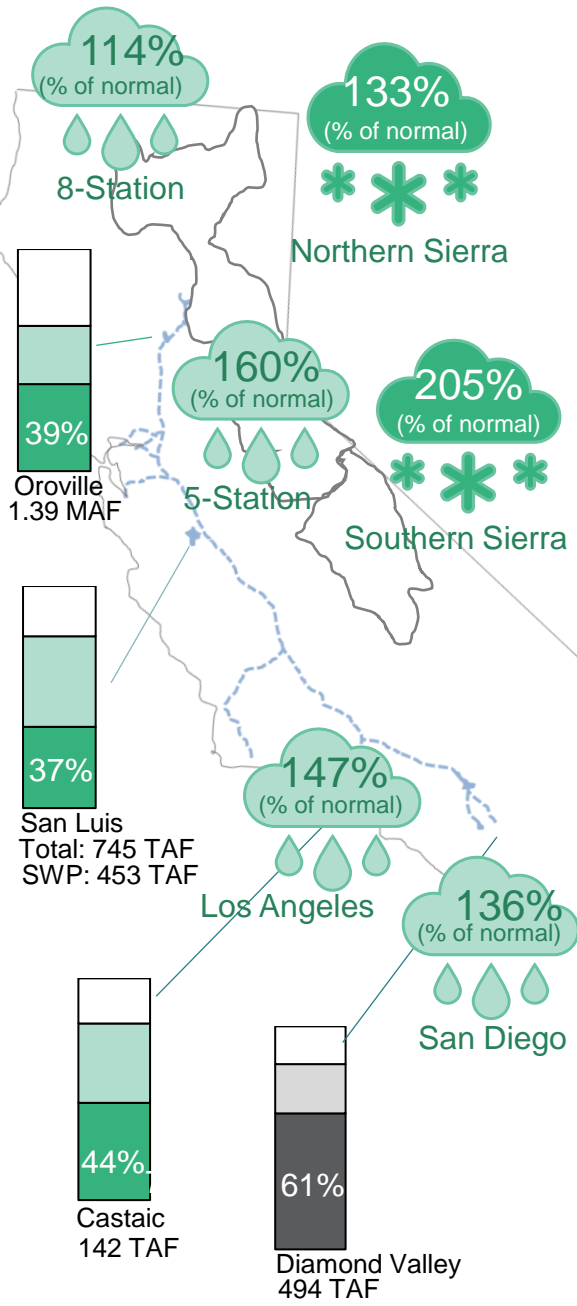 114%
(% of normal)
8-Station
133%
(% of normal)
Northern Sierra
39%
Oroville
1.39 MAF
160%
(% of normal)
5-Station
205%
(% of normal)
Southern Sierra
37%
San Luis
Total: 745 TAF
SWP: 453 TAF
147%
(% of normal)
Los Angeles
136%
(% of normal)
San Diego
44%
Castaic
142 TAF
61%
Diamond Valley
494 TAF